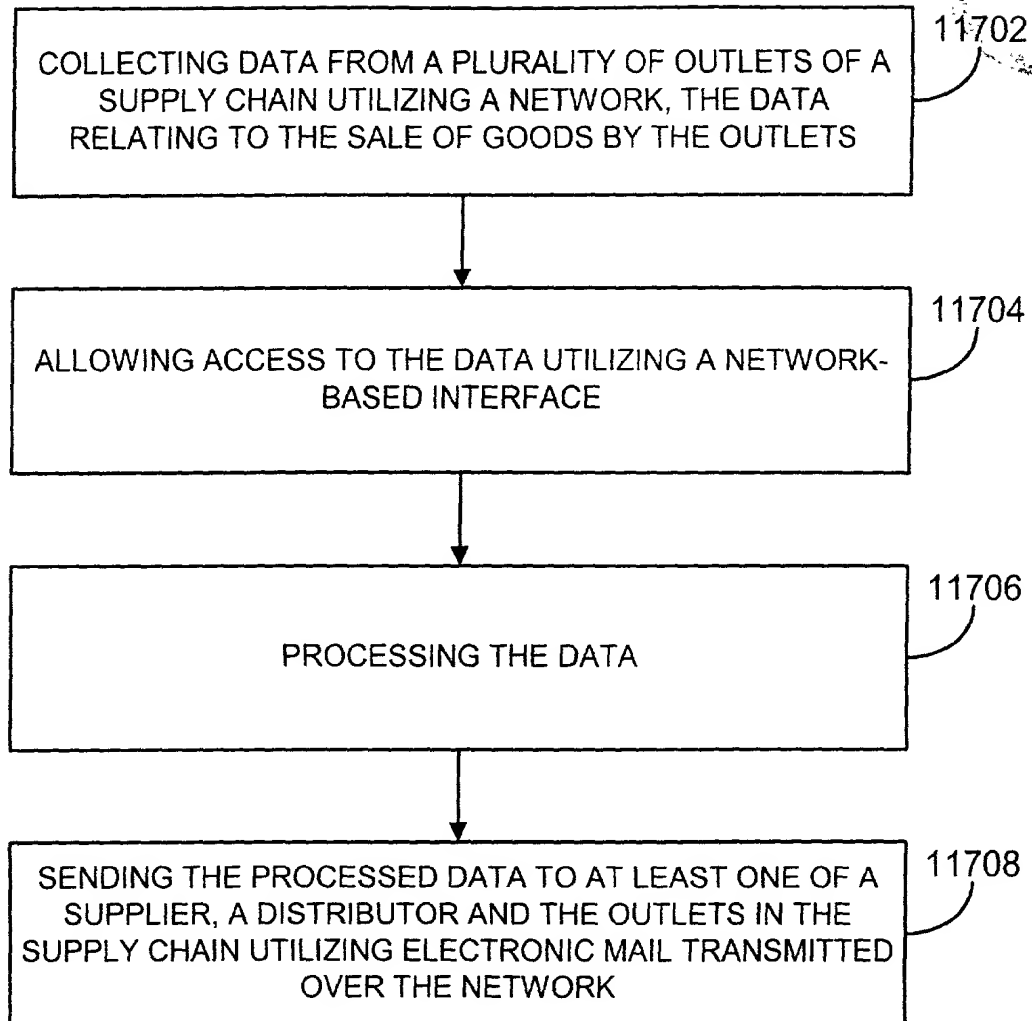 11702
COLLECTING DATA FROM A PLURALITY OF OUTLETS OF A
SUPPLY CHAIN UTILIZING A NETWORK, THE DATA
RELATING TO THE SALE OF GOODS BY THE OUTLETS
11704
ALLOWING ACCESS TO THE DATA UTILIZING A NETWORK-
BASED INTERFACE
11706
PROCESSING THE DATA
11708
SENDING THE PROCESSED DATA TO AT LEAST ONE OF A
SUPPLIER, A DISTRIBUTOR AND THE OUTLETS IN THE
SUPPLY CHAIN UTILIZING ELECTRONIC MAIL TRANSMITTED
OVER THE NETWORK